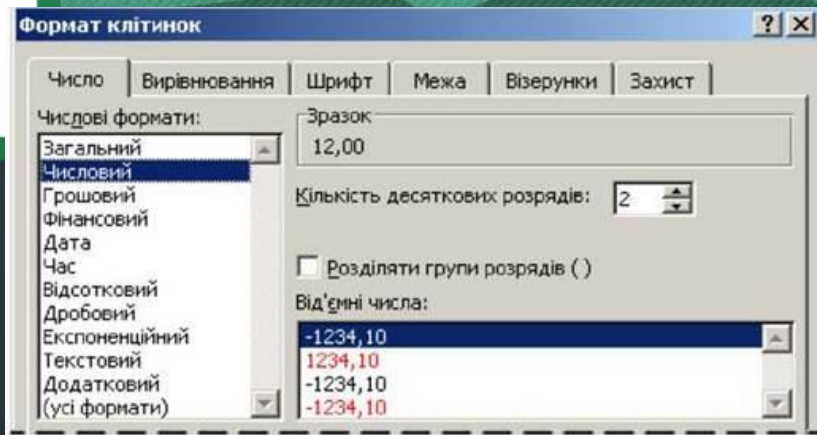 Формат клітинок
Число Вирівнювання Шрифт Межа Візерунки Захист
Числові формати:
Загальний
Числовий
Грошовий
Фінансовий
Дата
Час
Відсотковий
Дробовий
Експоненційний
Текстовий
Додатковий
(усі формати)
Зразок
12,00
Кількість десяткових розрядів: 2
Розділяти групи розрядів ( )
Від'ємні числа:
-1234,10
1234,10
-1234,10
-1234,10